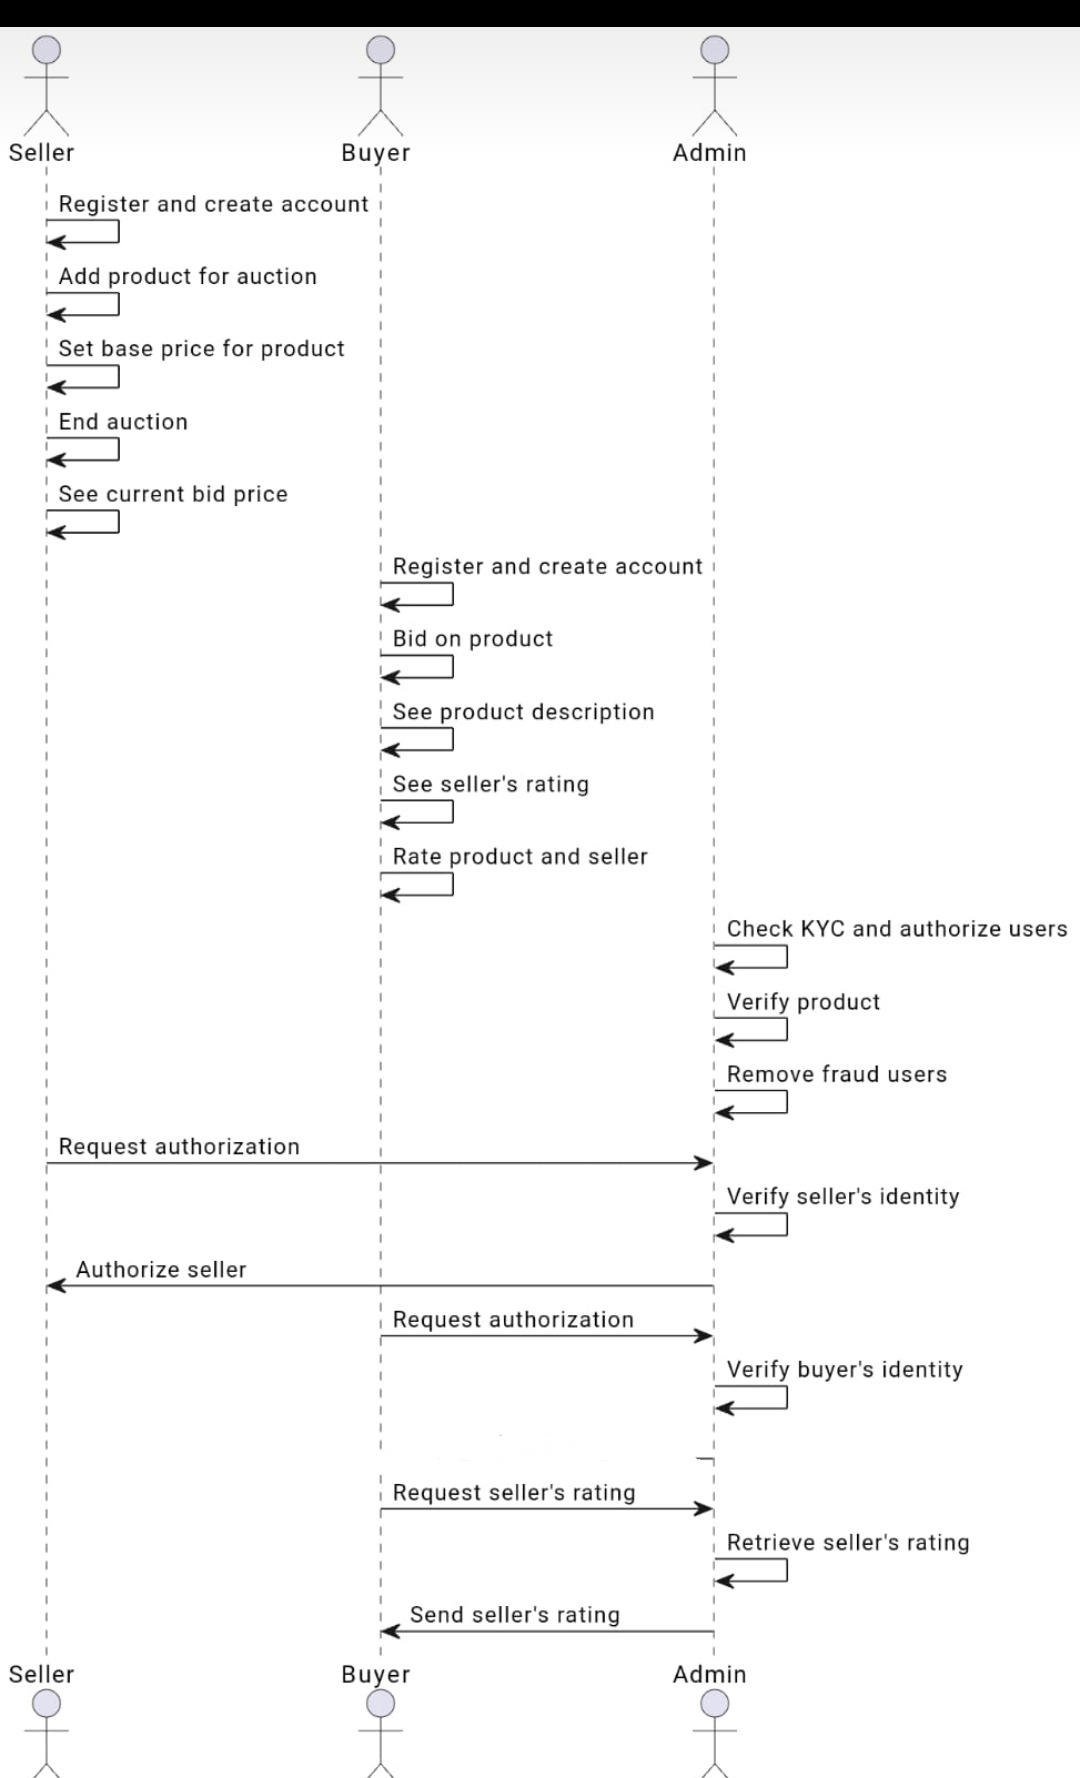 Seller
Buyer
Admin
Register and create account
Add product for auction
Set base price for product
End auction
See current bid price
Register and create account
Bid on product
See product description
See seller's rating
Rate product and seller
Check KYC and authorize users
Verify product
Remove fraud users
Request authorization
Verify seller's identity
Authorize seller
Request authorization
Verify buyer's identity
Request seller's rating
Retrieve seller's rating
Send seller's rating
Seller
Buyer
Admin